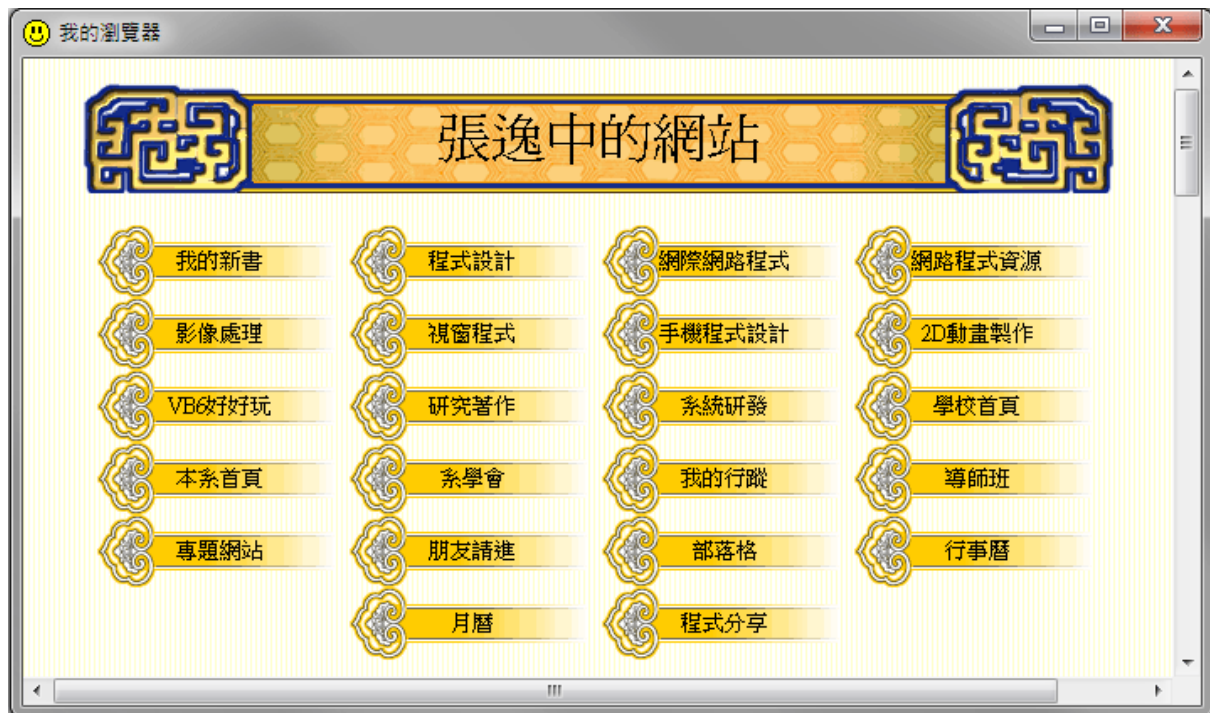 我的瀏覽器
張逸中的網站
我的新書 程式設計 網際網路程式 網路程式資源
影像處理 視窗程式 手機程式設計 2D動畫製作
VB6好好玩 研究著作 系統研發 學校首頁
本系首頁 系學會 我的行蹤 導師班
專題網站 朋友請進 部落格 行事曆
月曆 程式分享